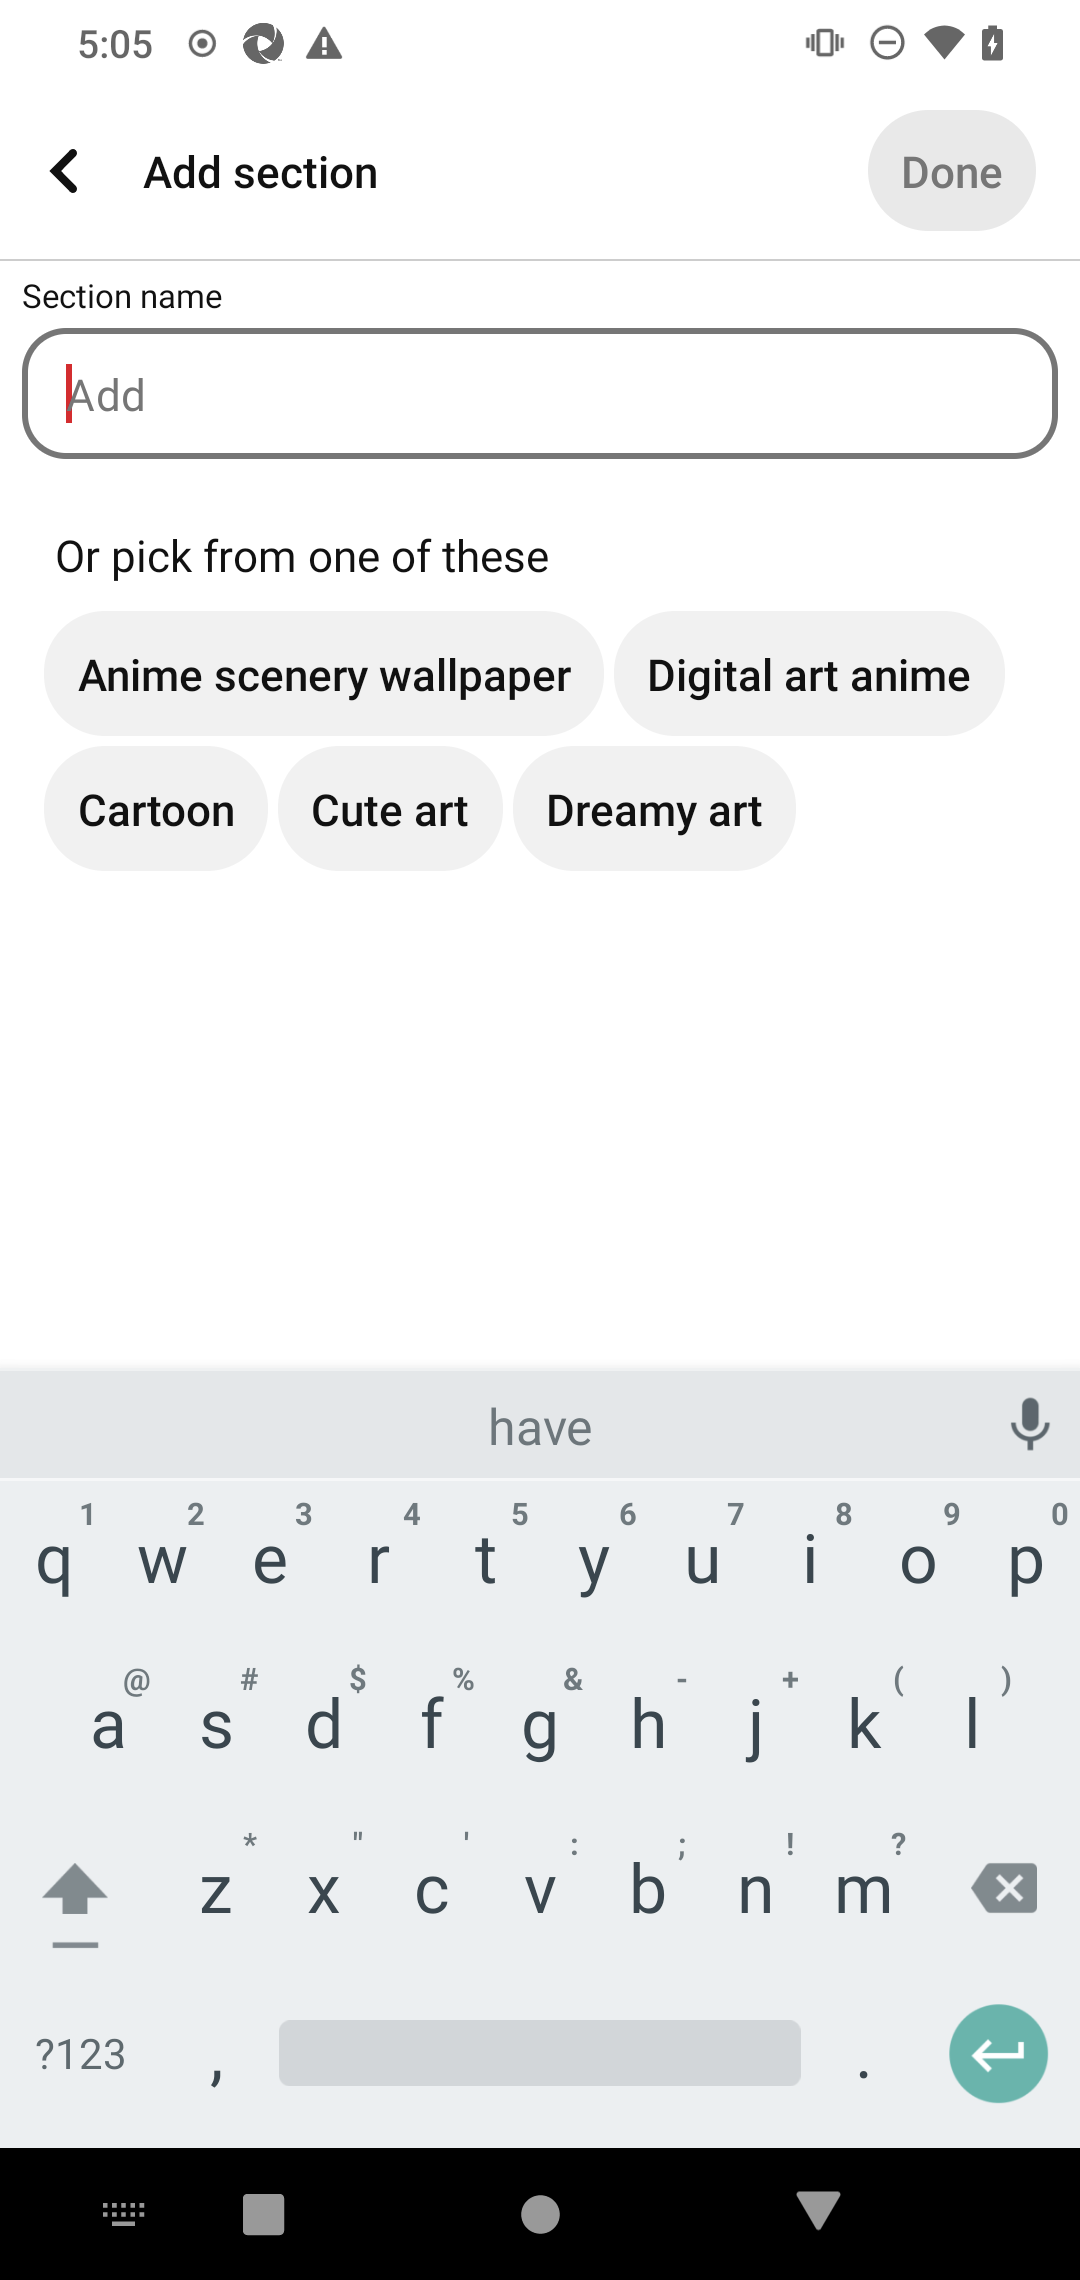 5:05
Add section
Done
Section name
Add
Or pick from one of these
Anime scenery wallpaper
Digital art anime
Cartoon
Cute art
Dreamy art
have
1 2 3 4 5 6 7 8 9 0
q w e r t y u i o p
@ # $ % & - + ( )
a s d f g h j k l
* " ' : ; ! ?
z x c v b n m
?123 , .